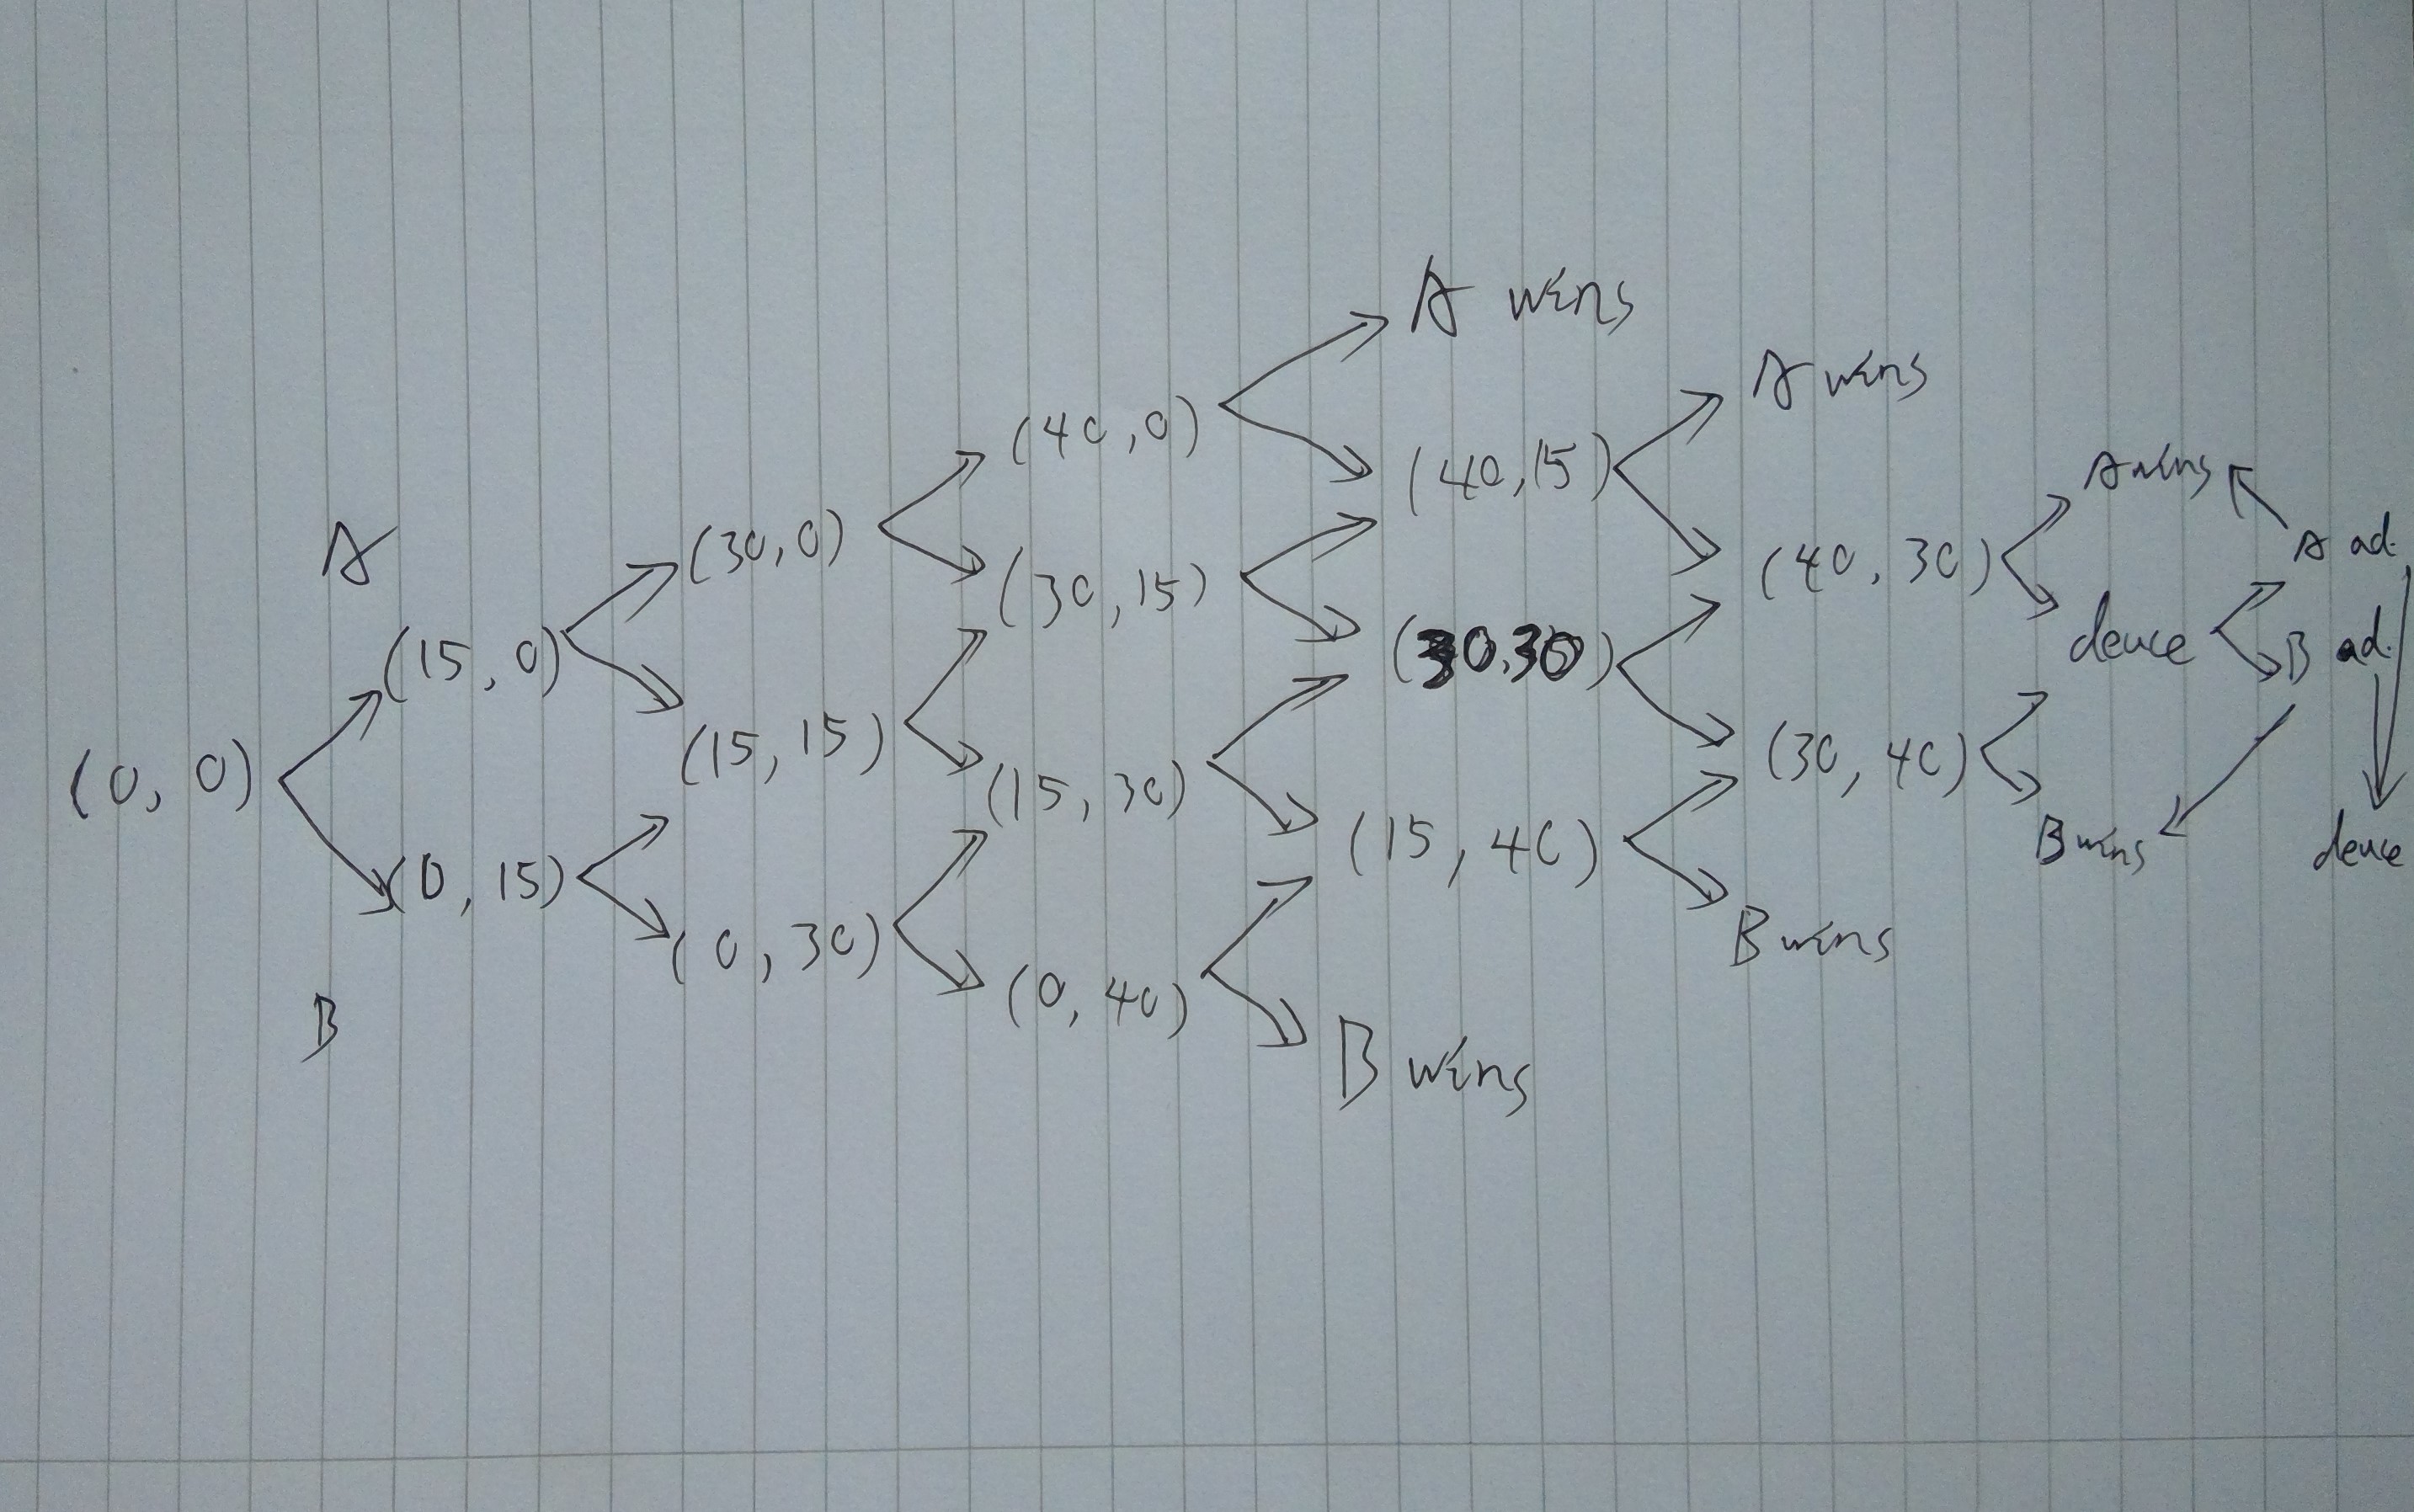 A
B
(0, 0)
(15, 0)
(0, 15)
(30, 0)
(15, 15)
(0, 30)
(40, 0)
(30, 15)
(15, 30)
(0, 40)
A wins
(40, 15)
(30, 30)
(15, 40)
B wins
A wins
(40, 30)
(30, 40)
B wins
A wins
deuce
B wins
A ad.
B ad.
deuce